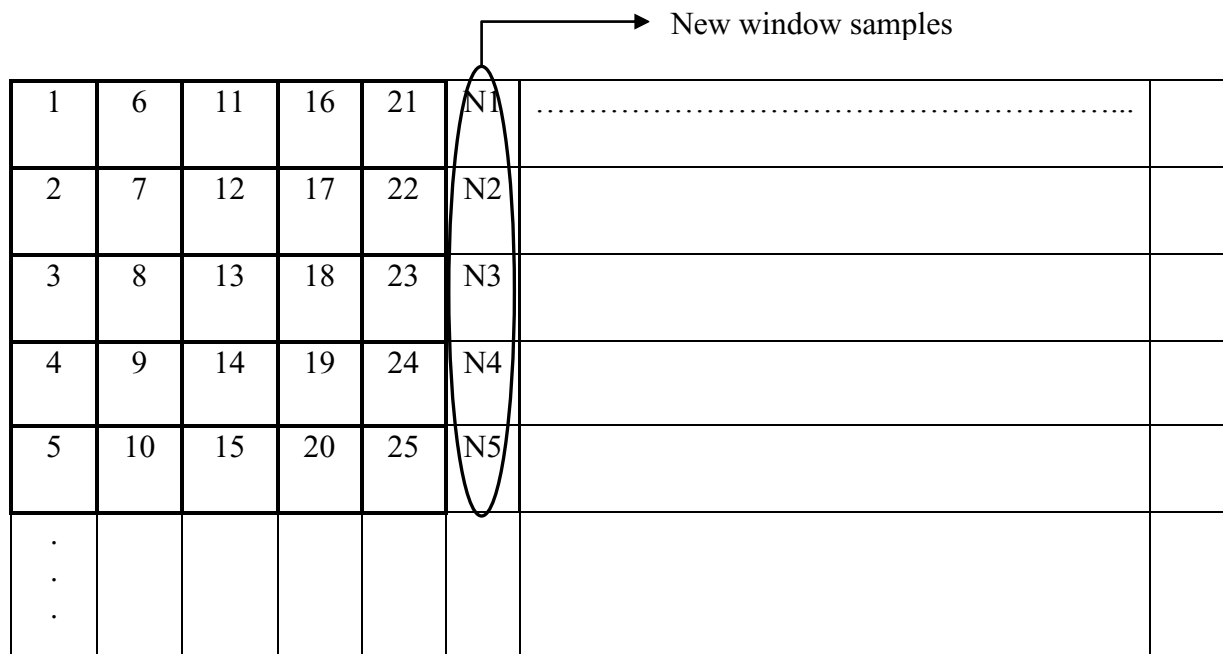 New window samples
1 6 11 16 21 N1 …………………………………………………...
2 7 12 17 22 N2
3 8 13 18 23 N3
4 9 14 19 24 N4
5 10 15 20 25 N5
.
.
.